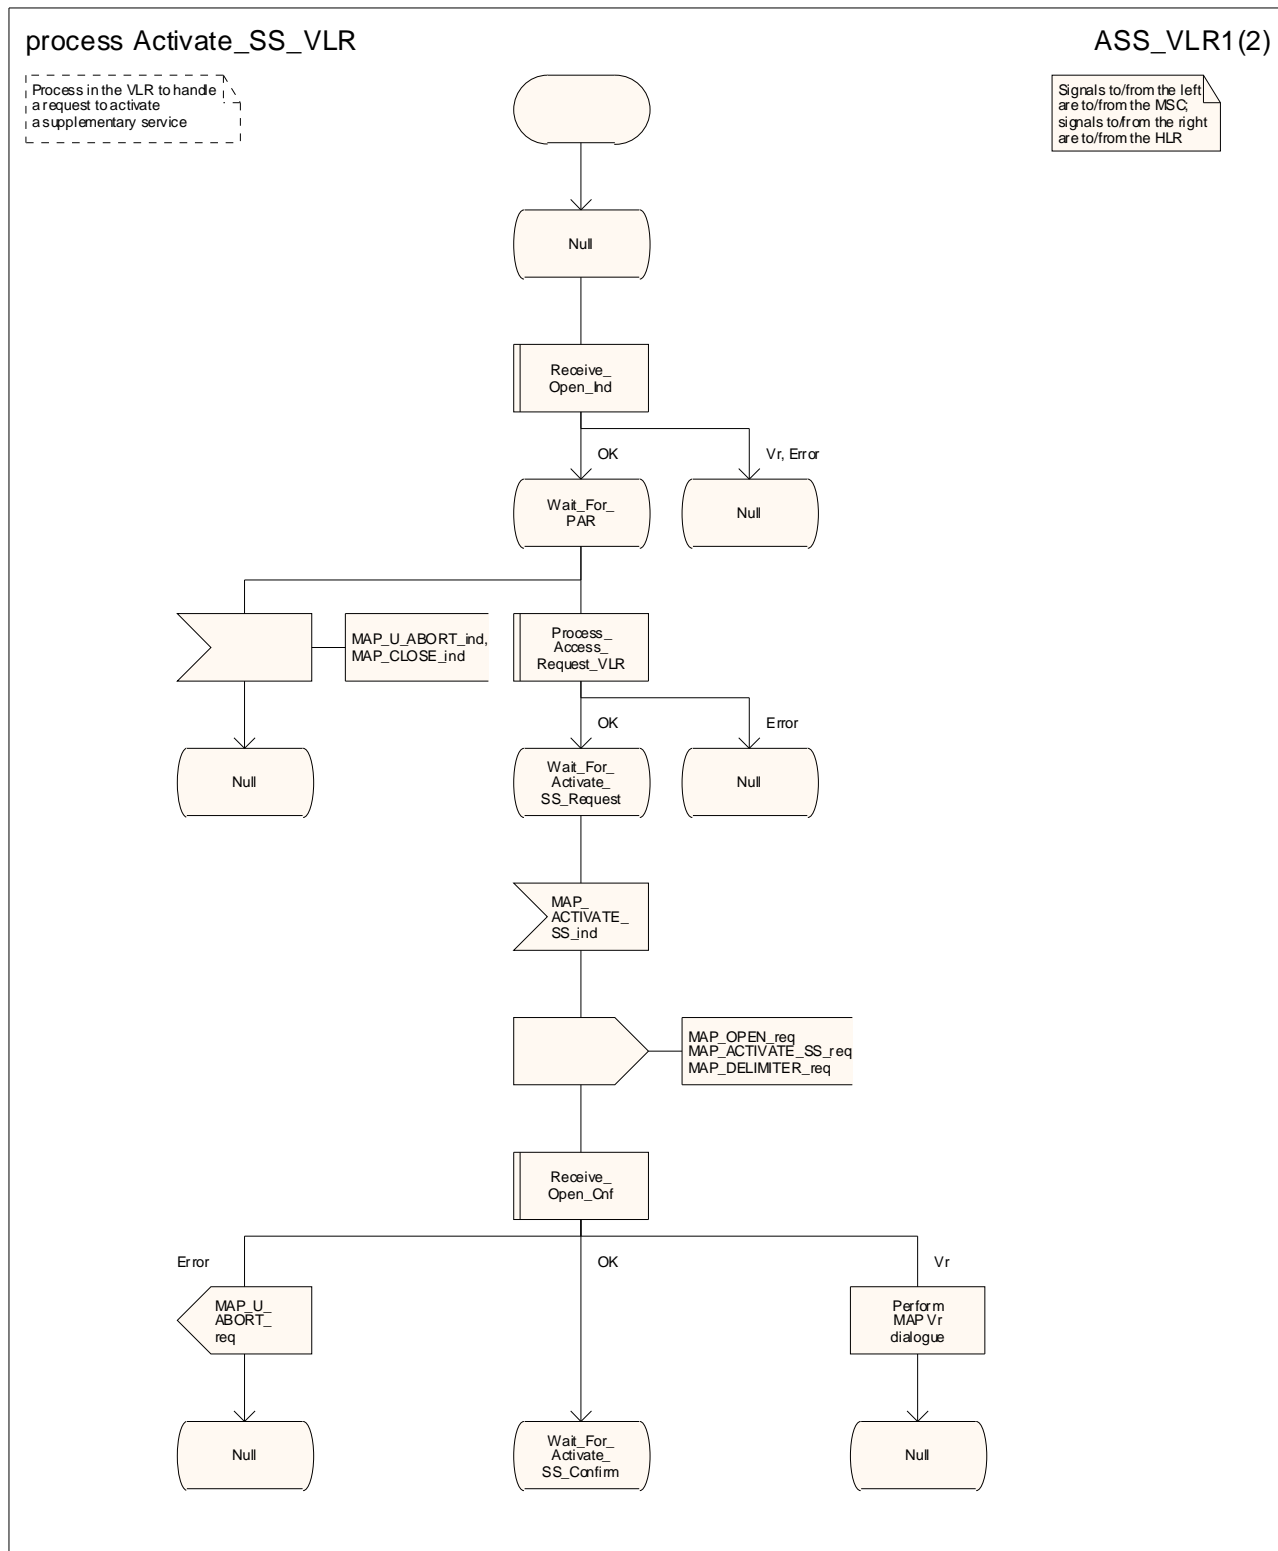 process Activate_SS_VLR
ASS_VLR1(2)
Process in the VLR to handle
a request to activate
a supplementary service
Signals to/from the left
are to/from the MSC;
signals to/from the right
are to/from the HLR
Null
Receive_
Open_Ind
OK
Vr, Error
Wait_For_
PAR
Null
MAP_U_ABORT_ind,
MAP_CLOSE_ind
Process_
Access_
Request_VLR
OK
Error
Null
Wait_For_
Activate_
SS_Request
Null
MAP_
ACTIVATE_
SS_ind
MAP_OPEN_req
MAP_ACTIVATE_SS_req
MAP_DELIMITER_req
Receive_
Open_Cnf
Error
OK
Vr
MAP_U_
ABORT_
req
Perform
MAP Vr
dialogue
Null
Wait_For_
Activate_
SS_Confirm
Null